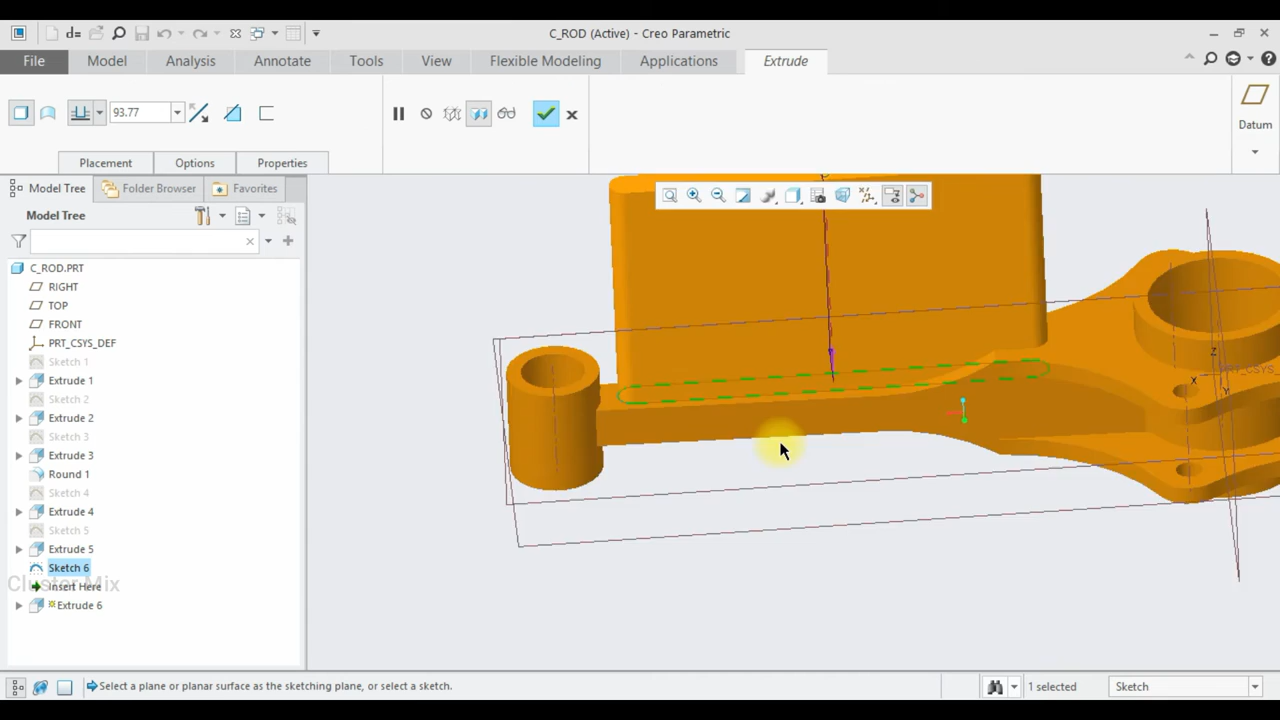 C_ROD (Active) - Creo Parametric
File Model Analysis Annotate Tools View Flexible Modeling Applications Extrude
93.77
Datum
Placement Options Properties
Model Tree Folder Browser Favorites
Model Tree
C_ROD.PRT
RIGHT
TOP
FRONT
PRT_CSYS_DEF
Sketch 1
Extrude 1
Sketch 2
Extrude 2
Sketch 3
Extrude 3
Round 1
Sketch 4
Extrude 4
Sketch 5
Extrude 5
Sketch 6
Cluster Mix
Insert Here
Extrude 6
Z
X
Y
PRT_CSYS
Select a plane or planar surface as the sketching plane, or select a sketch.
1 selected
Sketch